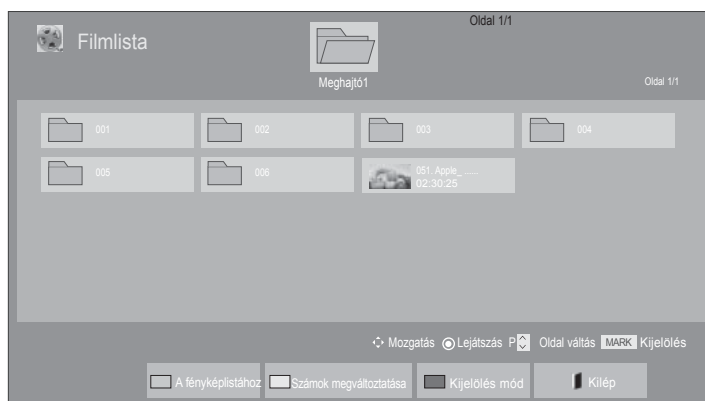 Oldal 1/1
Filmlista
Meghajtó1
Oldal 1/1
001
002
003
004
005
006
051. Apple_ ......
02:30:25
Mozgatás Lejátszás P Oldal váltás MARK Kijelölés
A fényképlistához Számok megváltoztatása Kijelölés mód Kilép